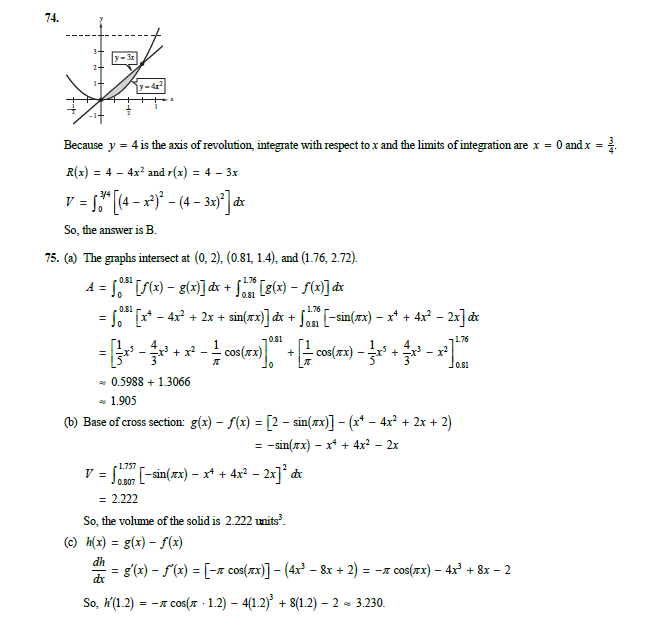 74.
y
3
y = 3x
2
1
y = 4x²
x
1/2
1/2
1
−1
Because y = 4 is the axis of revolution, integrate with respect to x and the limits of integration are x = 0 and x = 3/4.
R(x) = 4 − 4x² and r(x) = 4 − 3x
V = ∫₀^(3/4) [(4 − x²)² − (4 − 3x)²] dx
So, the answer is B.
75. (a) The graphs intersect at (0, 2), (0.81, 1.4), and (1.76, 2.72).
A = ∫₀^0.81 [f(x) − g(x)] dx + ∫_0.81^1.76 [g(x) − f(x)] dx
= ∫₀^0.81 [x⁴ − 4x² + 2x + sin(πx)] dx + ∫_0.81^1.76 [−sin(πx) − x⁴ + 4x² − 2x] dx
= [1/5 x⁵ − 4/3 x³ + x² − 1/π cos(πx)]₀^0.81 + [1/π cos(πx) − 1/5 x⁵ + 4/3 x³ − x²]_0.81^1.76
≈ 0.5988 + 1.3066
≈ 1.905
(b) Base of cross section: g(x) − f(x) = [2 − sin(πx)] − (x⁴ − 4x² + 2x + 2)
= −sin(πx) − x⁴ + 4x² − 2x
V = ∫_0.807^1.757 [−sin(πx) − x⁴ + 4x² − 2x]² dx
= 2.222
So, the volume of the solid is 2.222 units³.
(c) h(x) = g(x) − f(x)
dh/dx = g′(x) − f′(x) = [−π cos(πx)] − (4x³ − 8x + 2) = −π cos(πx) − 4x³ + 8x − 2
So, h′(1.2) = −π cos(π · 1.2) − 4(1.2)³ + 8(1.2) − 2 ≈ 3.230.